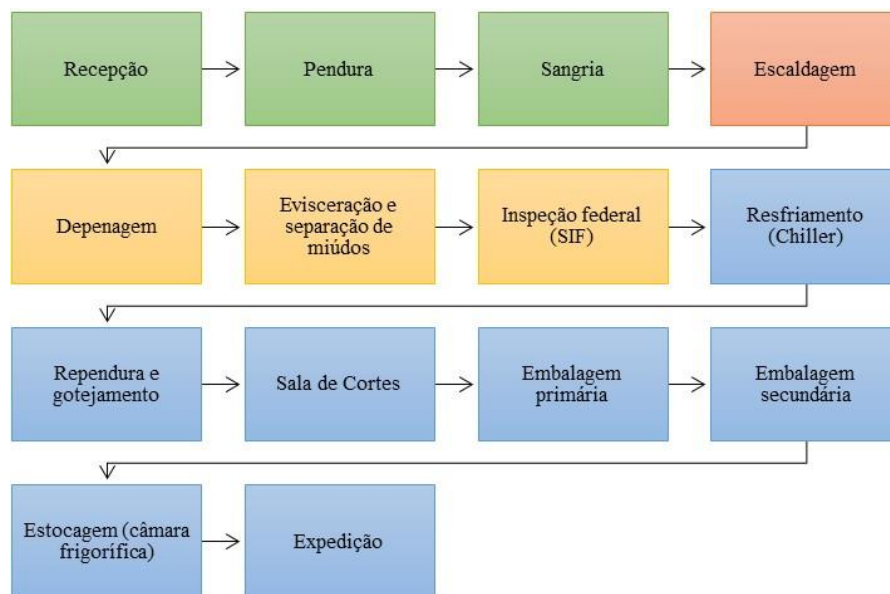 Recepção
Pendura
Sangria
Escaldagem
Depenagem
Evisceração e
separação de
miúdos
Inspeção federal
(SIF)
Resfriamento
(Chiller)
Rependura e
gotejamento
Sala de Cortes
Embalagem
primária
Embalagem
secundária
Estocagem (câmara
frigorífica)
Expedição